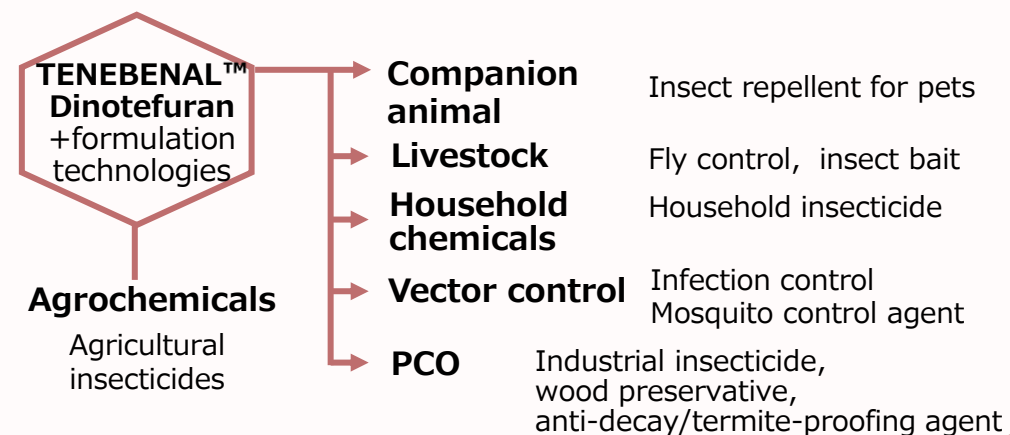 TENEBENAL™
Dinotefuran
+formulation
technologies
Agrochemicals
Agricultural
insecticides
Companion
animal
Insect repellent for pets
Livestock
Fly control, insect bait
Household
chemicals
Household insecticide
Vector control
Infection control
Mosquito control agent
PCO
Industrial insecticide,
wood preservative,
anti-decay/termite-proofing agent